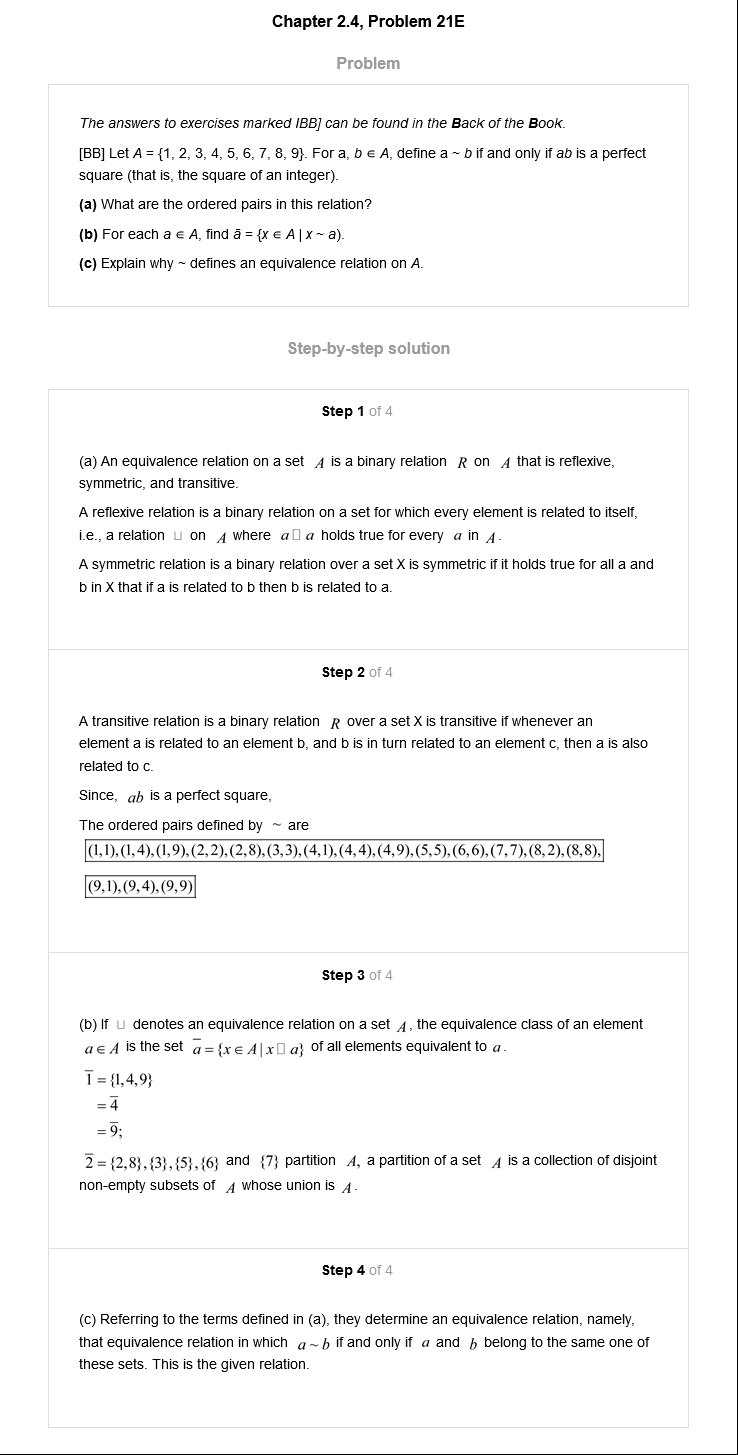 Chapter 2.4, Problem 21E
Problem
The answers to exercises marked IBB] can be found in the Back of the Book.
[BB] Let A = {1, 2, 3, 4, 5, 6, 7, 8, 9}. For a, b ∈ A, define a ~ b if and only if ab is a perfect
square (that is, the square of an integer).
(a) What are the ordered pairs in this relation?
(b) For each a ∈ A, find ā = {x ∈ A | x ~ a).
(c) Explain why ~ defines an equivalence relation on A.
Step-by-step solution
Step 1 of 4
(a) An equivalence relation on a set A is a binary relation R on A that is reflexive,
symmetric, and transitive.
A reflexive relation is a binary relation on a set for which every element is related to itself,
i.e., a relation □ on A where a □ a holds true for every a in A.
A symmetric relation is a binary relation over a set X is symmetric if it holds true for all a and
b in X that if a is related to b then b is related to a.
Step 2 of 4
A transitive relation is a binary relation R over a set X is transitive if whenever an
element a is related to an element b, and b is in turn related to an element c, then a is also
related to c.
Since, ab is a perfect square,
The ordered pairs defined by ~ are
(1,1),(1,4),(1,9),(2,2),(2,8),(3,3),(4,1),(4,4),(4,9),(5,5),(6,6),(7,7),(8,2),(8,8),
(9,1),(9,4),(9,9)
Step 3 of 4
(b) If □ denotes an equivalence relation on a set A, the equivalence class of an element
a ∈ A is the set a̅ = {x ∈ A | x □ a} of all elements equivalent to a.
1̅ = {1,4,9}
= 4̅
= 9̅;
2̅ = {2,8},{3},{5},{6} and {7} partition A, a partition of a set A is a collection of disjoint
non-empty subsets of A whose union is A.
Step 4 of 4
(c) Referring to the terms defined in (a), they determine an equivalence relation, namely,
that equivalence relation in which a ~ b if and only if a and b belong to the same one of
these sets. This is the given relation.